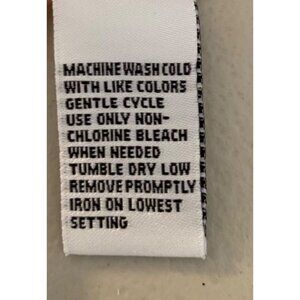 MACHINE WASH COLD
WITH LIKE COLORS
GENTLE CYCLE
USE ONLY NON-
CHLORINE BLEACH
WHEN NEEDED
TUMBLE DRY LOW
REMOVE PROMPTLY
IRON ON LOWEST
SETTING